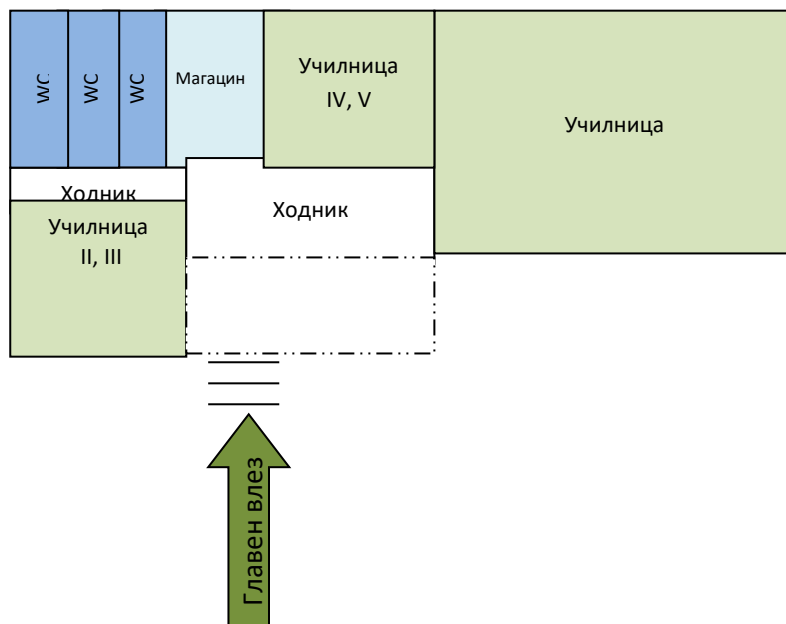 WC
WC
WC
Магацин
Училница
IV, V
Училница
Ходник
Ходник
Училница
II, III
Главен влез